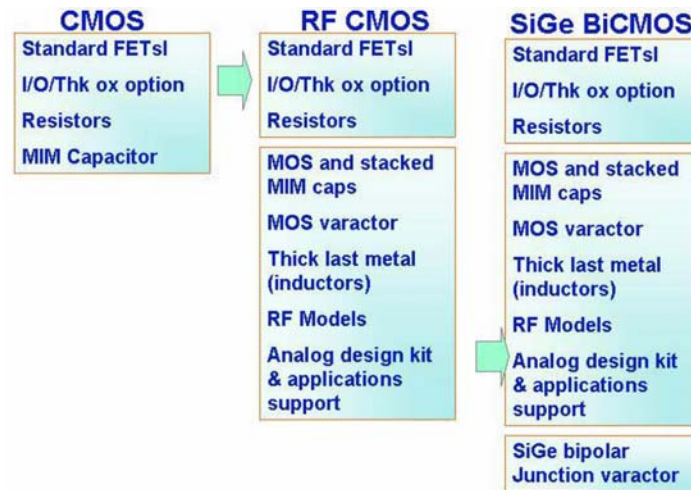 CMOS
Standard FETsI
I/O/Thk ox option
Resistors
MIM Capacitor
RF CMOS
Standard FETsI
I/O/Thk ox option
Resistors
MOS and stacked
MIM caps
MOS varactor
Thick last metal
(inductors)
RF Models
Analog design kit
& applications
support
SiGe BiCMOS
Standard FETsI
I/O/Thk ox option
Resistors
MOS and stacked
MIM caps
MOS varactor
Thick last metal
(inductors)
RF Models
Analog design kit
& applications
support
SiGe bipolar
Junction varactor